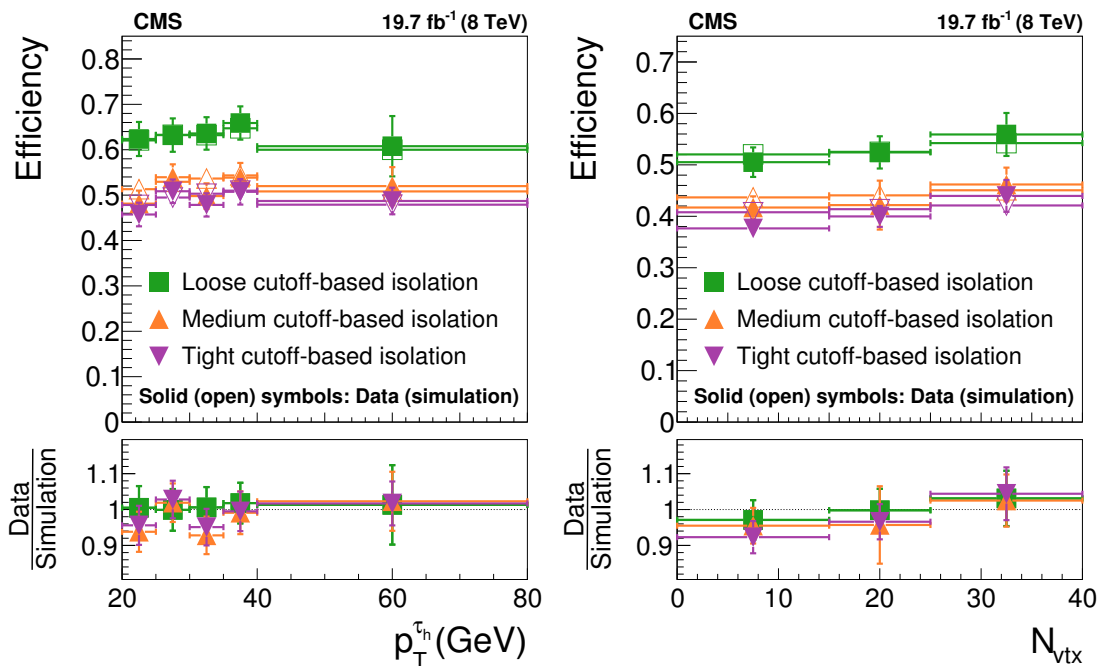 CMS 19.7 fb⁻¹ (8 TeV)
Efficiency
0.8
0.7
0.6
0.5
0.4
0.3
0.2
0.1
0
Loose cutoff-based isolation
Medium cutoff-based isolation
Tight cutoff-based isolation
Solid (open) symbols: Data (simulation)
Data
Simulation
1.1
1
0.9
20 40 60 80
p_T^{τ_h} (GeV)
CMS 19.7 fb⁻¹ (8 TeV)
Efficiency
0.7
0.6
0.5
0.4
0.3
0.2
0.1
0
Loose cutoff-based isolation
Medium cutoff-based isolation
Tight cutoff-based isolation
Solid (open) symbols: Data (simulation)
Data
Simulation
1.1
1
0.9
0 10 20 30 40
N_vtx